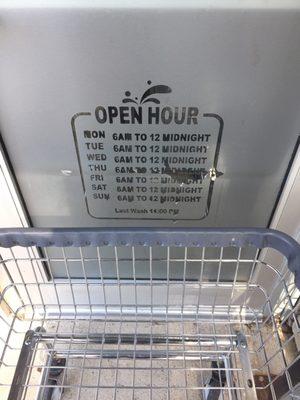 OPEN HOUR
MON 6AM TO 12 MIDNIGHT
TUE 6AM TO 12 MIDNIGHT
WED 6AM TO 12 MIDNIGHT
THU 6AM TO 12 MIDNIGHT
FRI 6AM TO 12 MIDNIGHT
SAT 6AM TO 12 MIDNIGHT
SUN 6AM TO 12 MIDNIGHT
Last Wash 11:00 PM